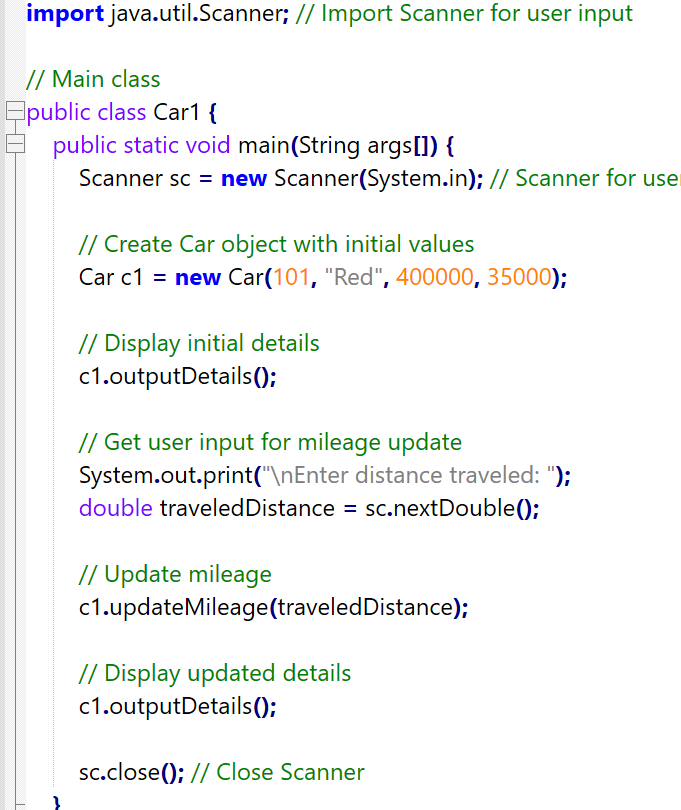 import java.util.Scanner; // Import Scanner for user input
// Main class
public class Car1 {
public static void main(String args[]) {
Scanner sc = new Scanner(System.in); // Scanner for use
// Create Car object with initial values
Car c1 = new Car(101, "Red", 400000, 35000);
// Display initial details
c1.outputDetails();
// Get user input for mileage update
System.out.print("\nEnter distance traveled: ");
double traveledDistance = sc.nextDouble();
// Update mileage
c1.updateMileage(traveledDistance);
// Display updated details
c1.outputDetails();
sc.close(); // Close Scanner
}